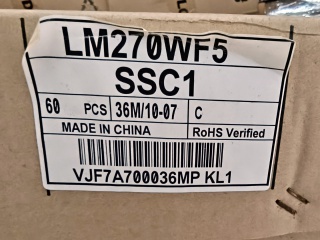 LM270WF5
SSC1
60 PCS 36M/10-07 C
MADE IN CHINA RoHS Verified
VJF7A700036MP KL1